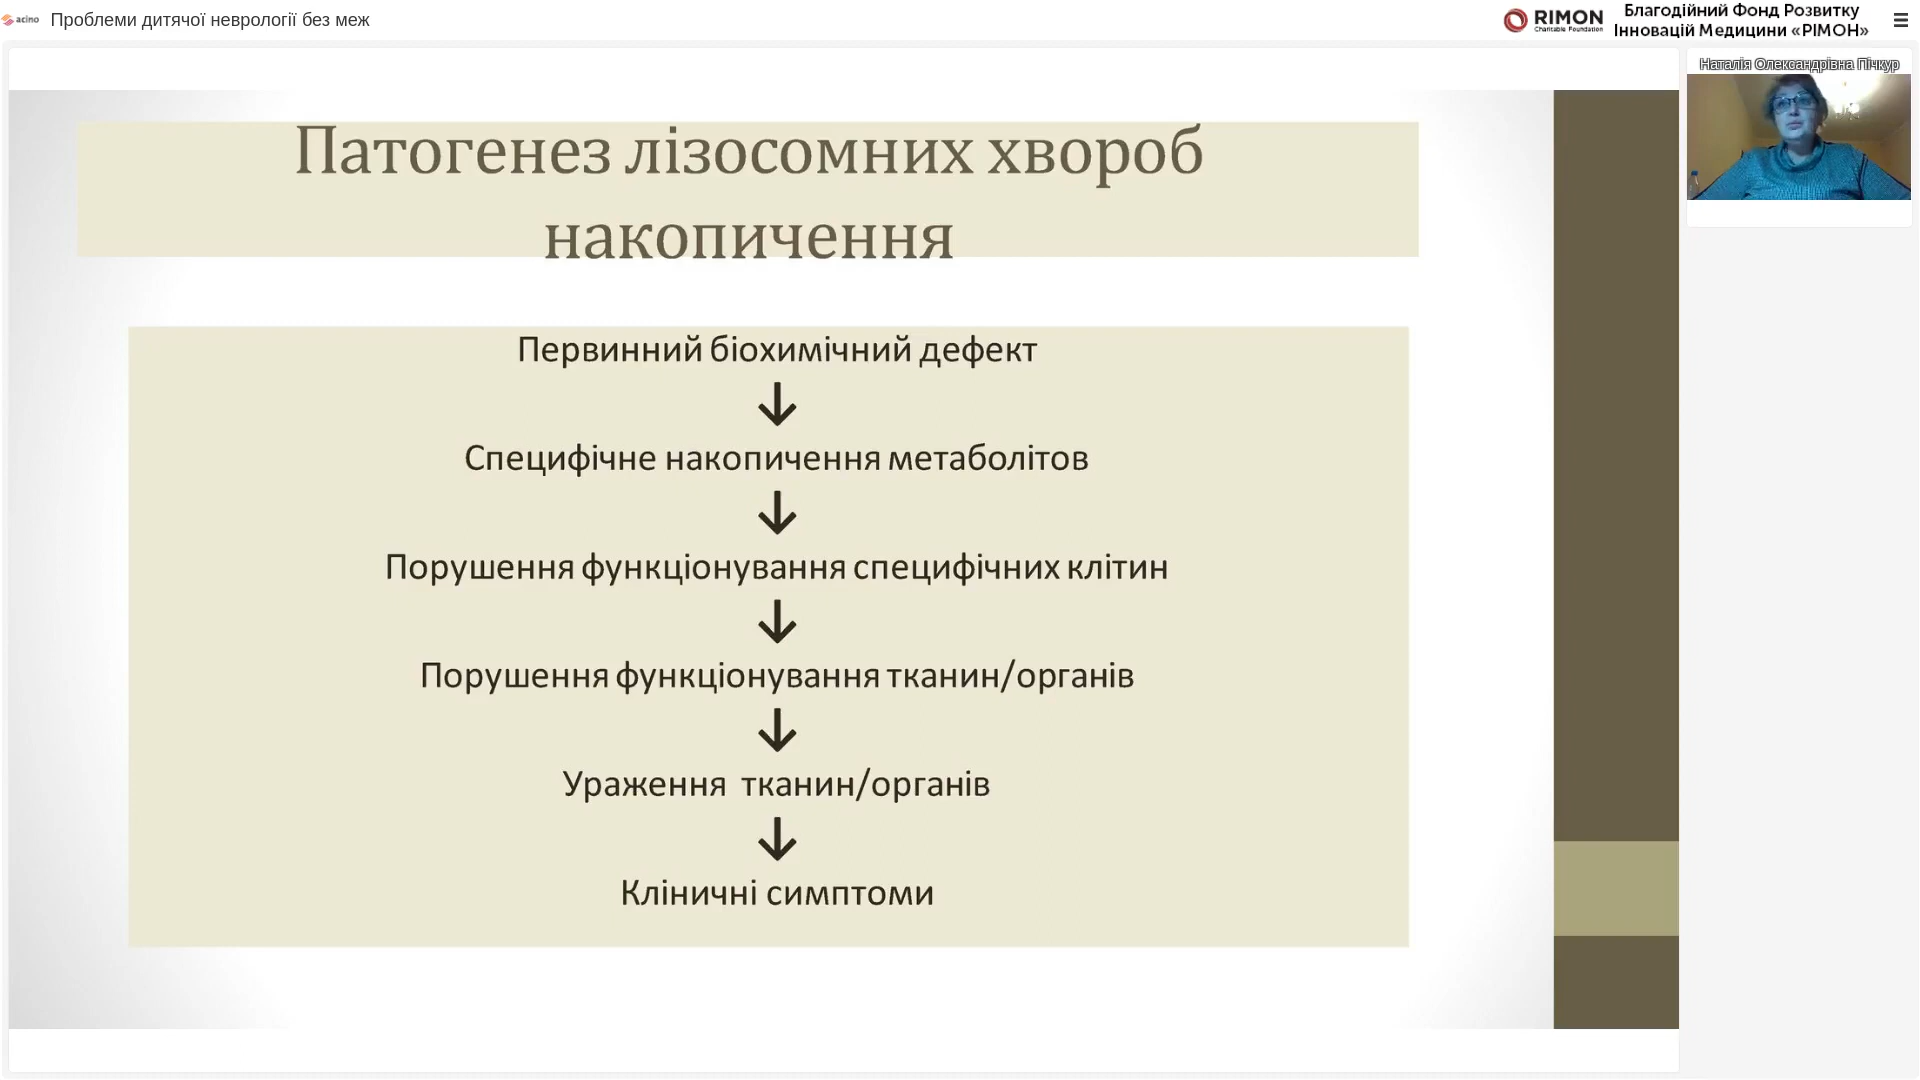 acino
Проблеми дитячої неврології без меж
RIMON
Charitable Foundation
Благодійний Фонд Розвитку
Інновацій Медицини «РІМОН»
Наталія Олександрівна Пічкур
Патогенез лізосомних хвороб
накопичення
Первинний біохимічний дефект
↓
Специфічне накопичення метаболітов
↓
Порушення функціонування специфічних клітин
↓
Порушення функціонування тканин/органів
↓
Ураження тканин/органів
↓
Кліничні симптоми